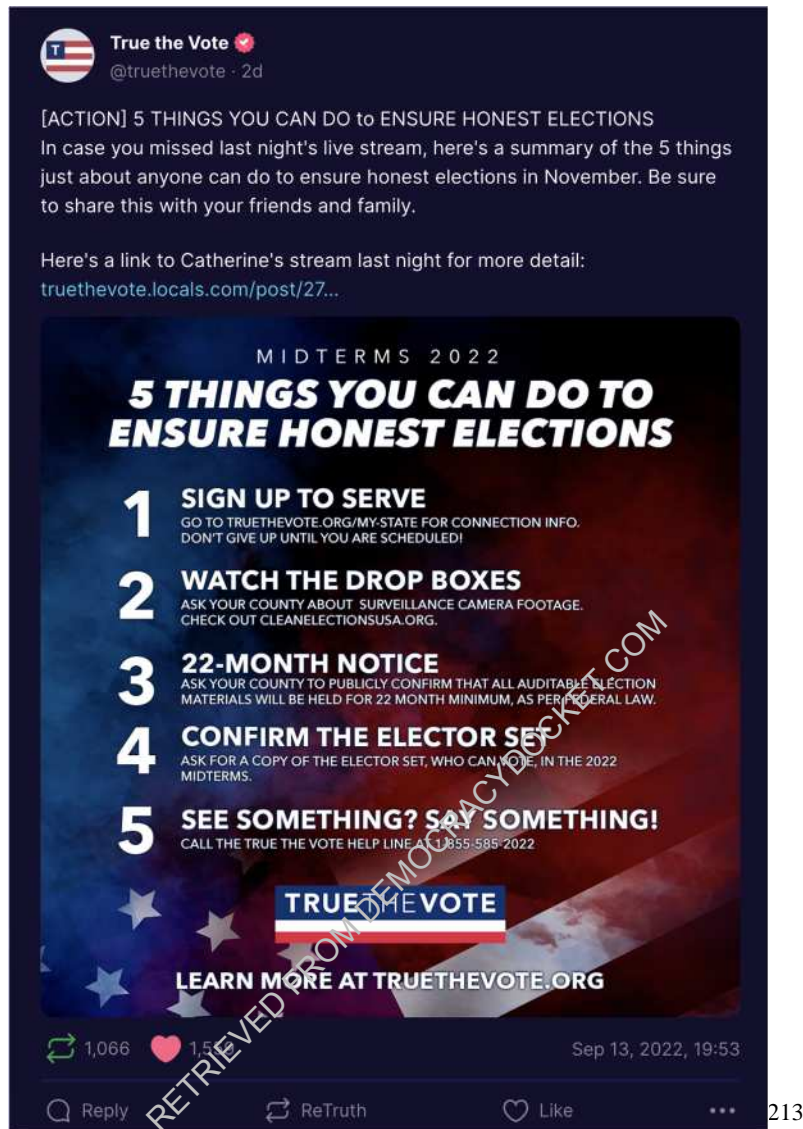 True the Vote
@truethevote · 2d
[ACTION] 5 THINGS YOU CAN DO to ENSURE HONEST ELECTIONS
In case you missed last night's live stream, here's a summary of the 5 things
just about anyone can do to ensure honest elections in November. Be sure
to share this with your friends and family.
Here's a link to Catherine's stream last night for more detail:
truethevote.locals.com/post/27...
MIDTERMS 2022
5 THINGS YOU CAN DO TO
ENSURE HONEST ELECTIONS
1 SIGN UP TO SERVE
GO TO TRUETHEVOTE.ORG/MY-STATE FOR CONNECTION INFO.
DON'T GIVE UP UNTIL YOU ARE SCHEDULED!
2 WATCH THE DROP BOXES
ASK YOUR COUNTY ABOUT SURVEILLANCE CAMERA FOOTAGE.
CHECK OUT CLEANELECTIONSUSA.ORG.
3 22-MONTH NOTICE
ASK YOUR COUNTY TO PUBLICLY CONFIRM THAT ALL AUDITABLE ELECTION
MATERIALS WILL BE HELD FOR 22 MONTH MINIMUM, AS PER FEDERAL LAW.
4 CONFIRM THE ELECTOR SET
ASK FOR A COPY OF THE ELECTOR SET, WHO CAN VOTE, IN THE 2022
MIDTERMS.
5 SEE SOMETHING? SAY SOMETHING!
CALL THE TRUE THE VOTE HELP LINE AT 1-855-585-2022
TRUETHEVOTE
LEARN MORE AT TRUETHEVOTE.ORG
1,066
Sep 13, 2022, 19:53
Reply
ReTruth
Like
213
RETRIEVED FROM DEMOCRACYDOCKET.COM